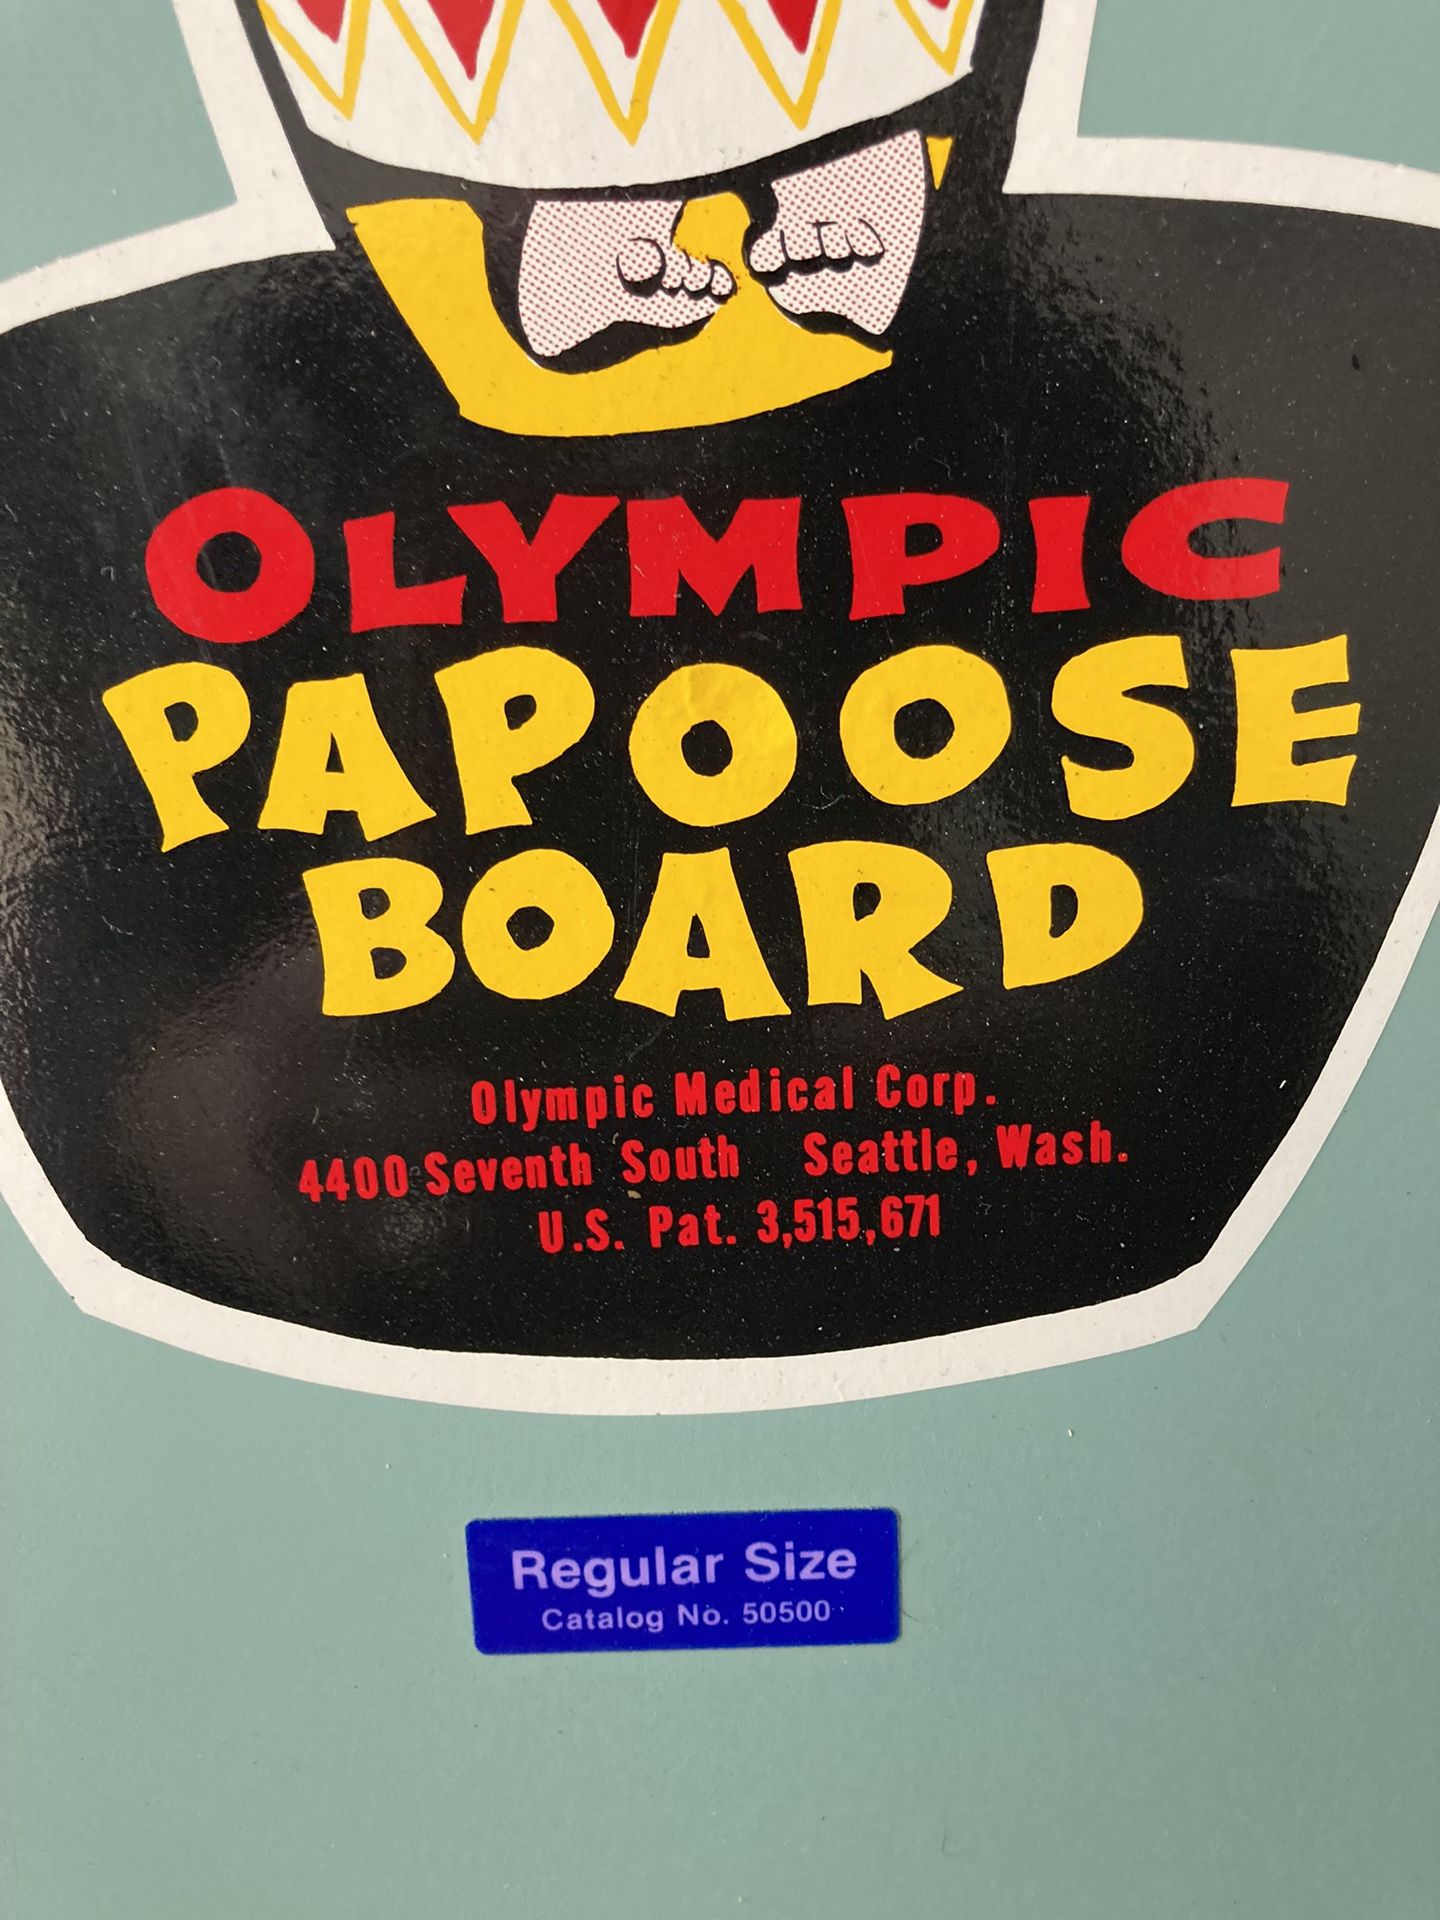 OLYMPIC
PAPOOSE
BOARD
Olympic Medical Corp.
4400 Seventh South Seattle, Wash.
U.S. Pat. 3,515,671
Regular Size
Catalog No. 50500